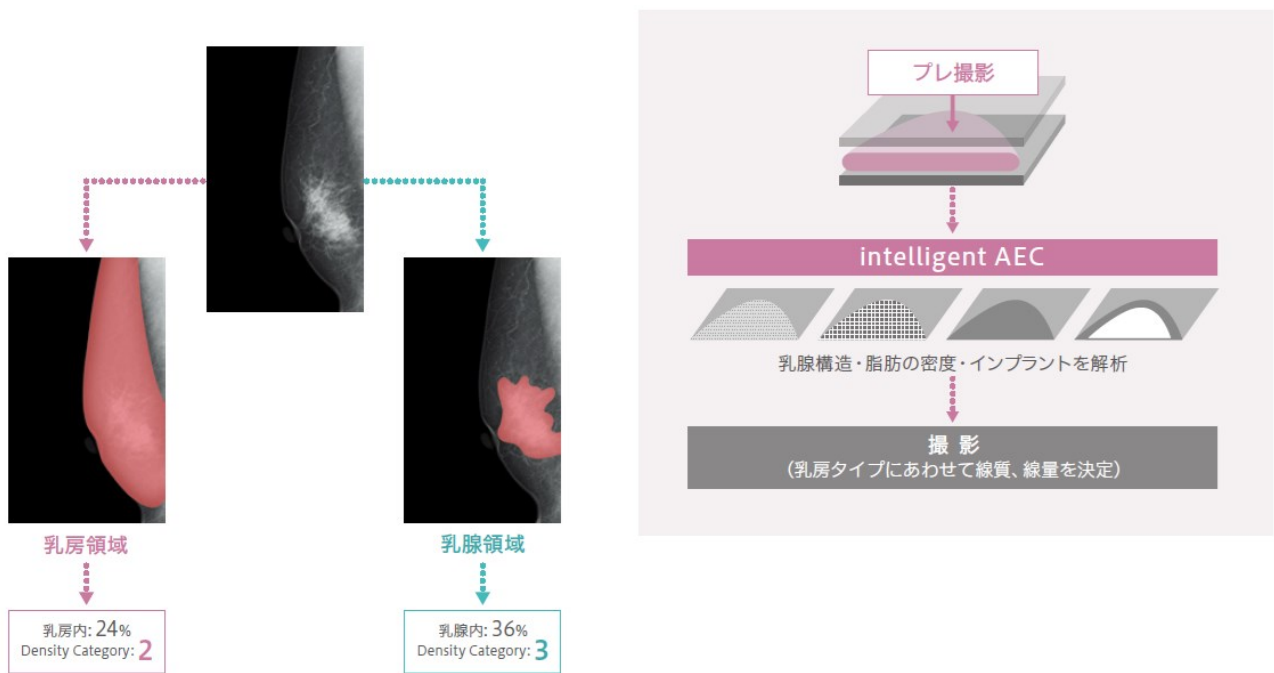 乳房領域
乳房内: 24%
Density Category: 2
乳腺領域
乳腺内: 36%
Density Category: 3
プレ撮影
intelligent AEC
乳腺構造・脂肪の密度・インプラントを解析
撮 影
(乳房タイプにあわせて線質、線量を決定)